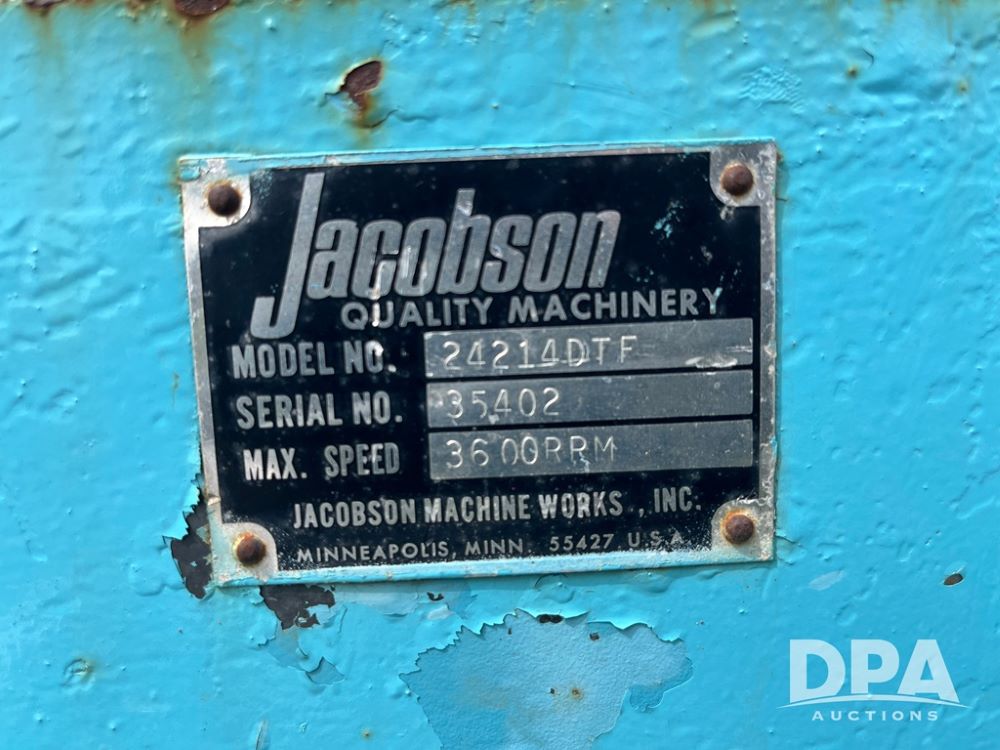 Jacobson
QUALITY MACHINERY
MODEL NO. 24214DTF
SERIAL NO. 35402
MAX. SPEED 3600RRM
JACOBSON MACHINE WORKS, INC.
MINNEAPOLIS, MINN. 55427 U.S.A.
DPA
AUCTIONS